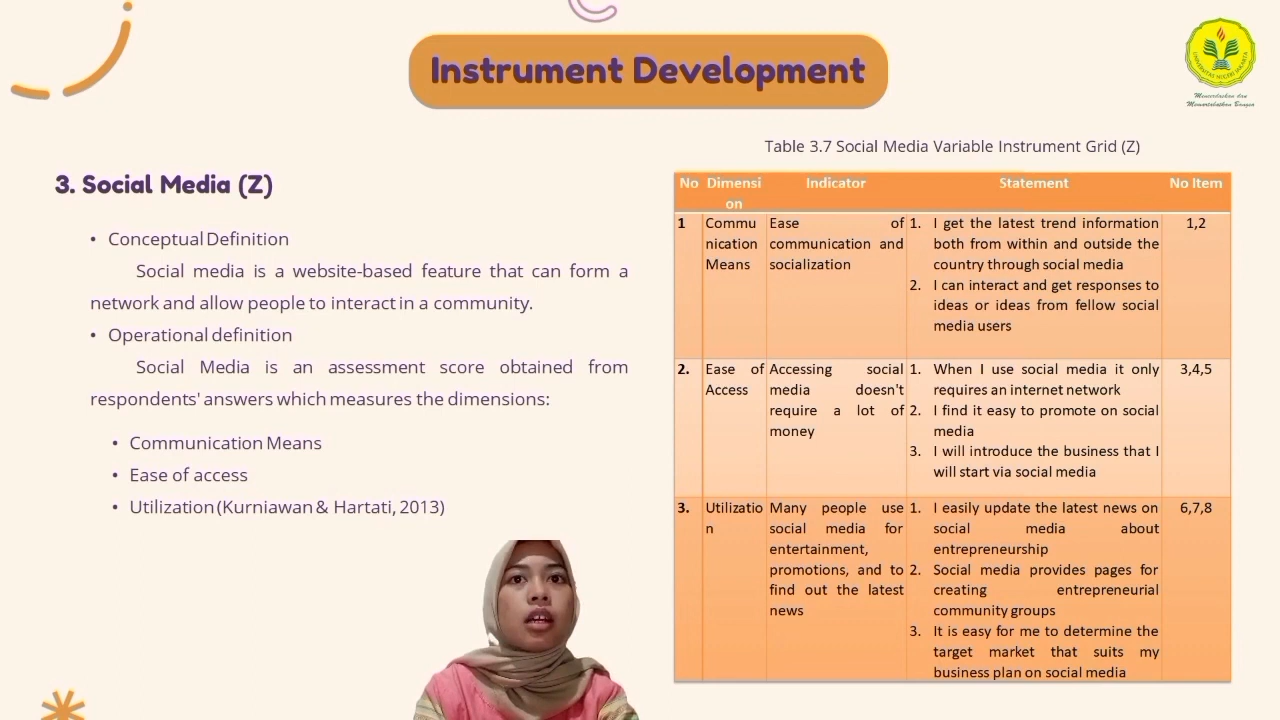 Instrument Development
UNIVERSITAS NEGERI JAKARTA
Mencerdaskan dan
Memartabatkan Bangsa
3. Social Media (Z)
• Conceptual Definition
Social media is a website-based feature that can form a
network and allow people to interact in a community.
• Operational definition
Social Media is an assessment score obtained from
respondents' answers which measures the dimensions:
• Communication Means
• Ease of access
• Utilization (Kurniawan & Hartati, 2013)
Table 3.7 Social Media Variable Instrument Grid (Z)
No Dimensi Indicator Statement No Item
on
1
Commu
nication
Means
Ease of
communication and
socialization
1. I get the latest trend information
both from within and outside the
country through social media
2. I can interact and get responses to
ideas or ideas from fellow social
media users
1,2
2.
Ease of
Access
Accessing social
media doesn't
require a lot of
money
1. When I use social media it only
requires an internet network
2. I find it easy to promote on social
media
3. I will introduce the business that I
will start via social media
3,4,5
3.
Utilizatio
n
Many people use
social media for
entertainment,
promotions, and to
find out the latest
news
1. I easily update the latest news on
social media about
entrepreneurship
2. Social media provides pages for
creating entrepreneurial
community groups
3. It is easy for me to determine the
target market that suits my
business plan on social media
6,7,8